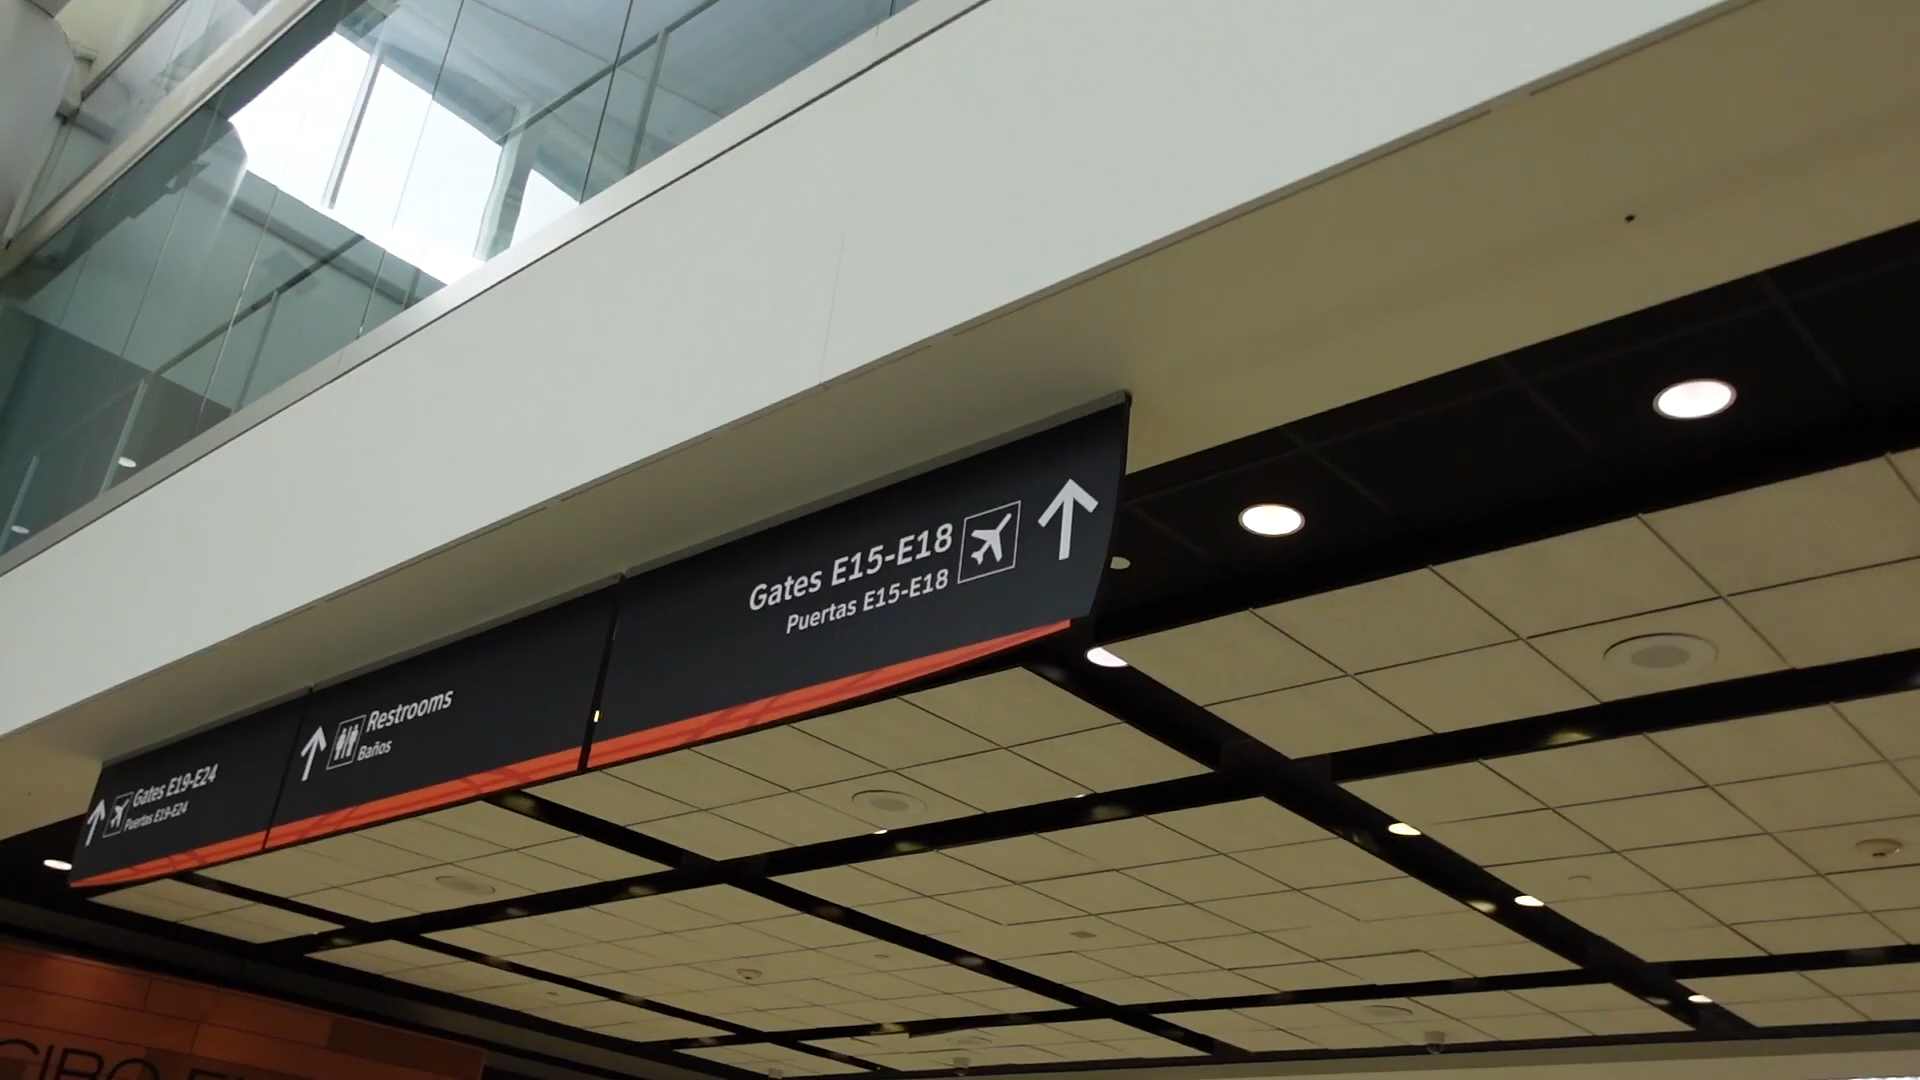 Gates E19-E24
Puertas E19-E24
Restrooms
Baños
Gates E15-E18
Puertas E15-E18